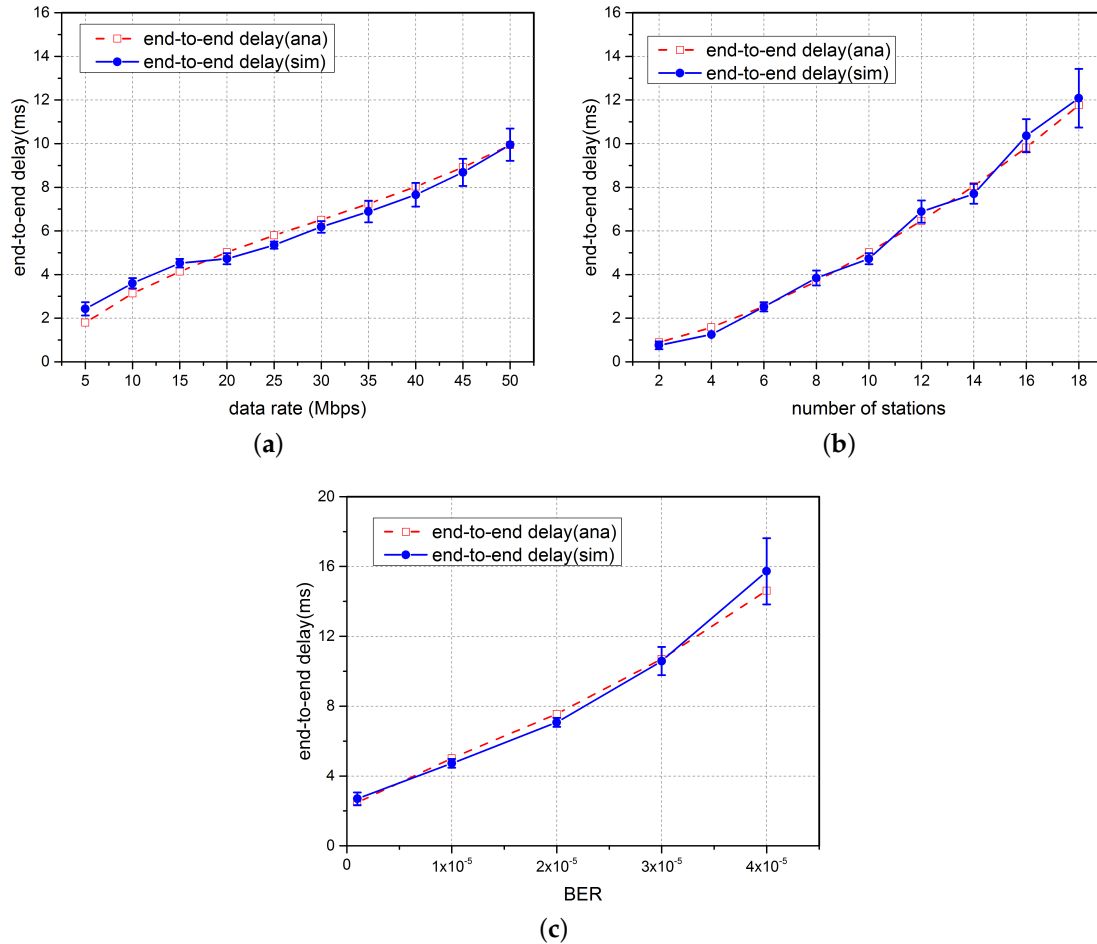 end-to-end delay(ana)
end-to-end delay(sim)
end-to-end delay(ms)
0
2
4
6
8
10
12
14
16
5 10 15 20 25 30 35 40 45 50
data rate (Mbps)
(a)
end-to-end delay(ana)
end-to-end delay(sim)
end-to-end delay(ms)
0
2
4
6
8
10
12
14
16
2 4 6 8 10 12 14 16 18
number of stations
(b)
end-to-end delay(ana)
end-to-end delay(sim)
end-to-end delay(ms)
0
4
8
12
16
20
0 1x10⁻⁵ 2x10⁻⁵ 3x10⁻⁵ 4x10⁻⁵
BER
(c)